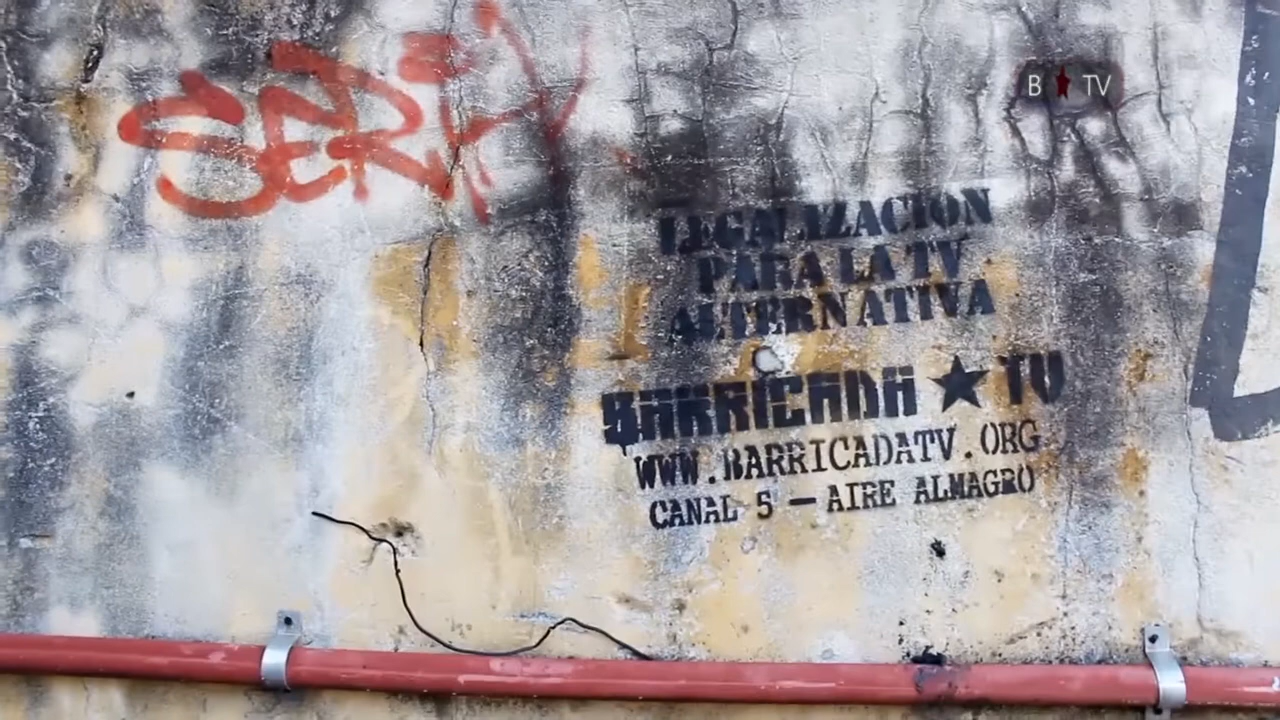 B ★ TV
LEGALIZACION
PARA LA TV
ALTERNATIVA
BARRICADA ★ TV
WWW.BARRICADATV.ORG
CANAL 5 — AIRE ALMAGRO